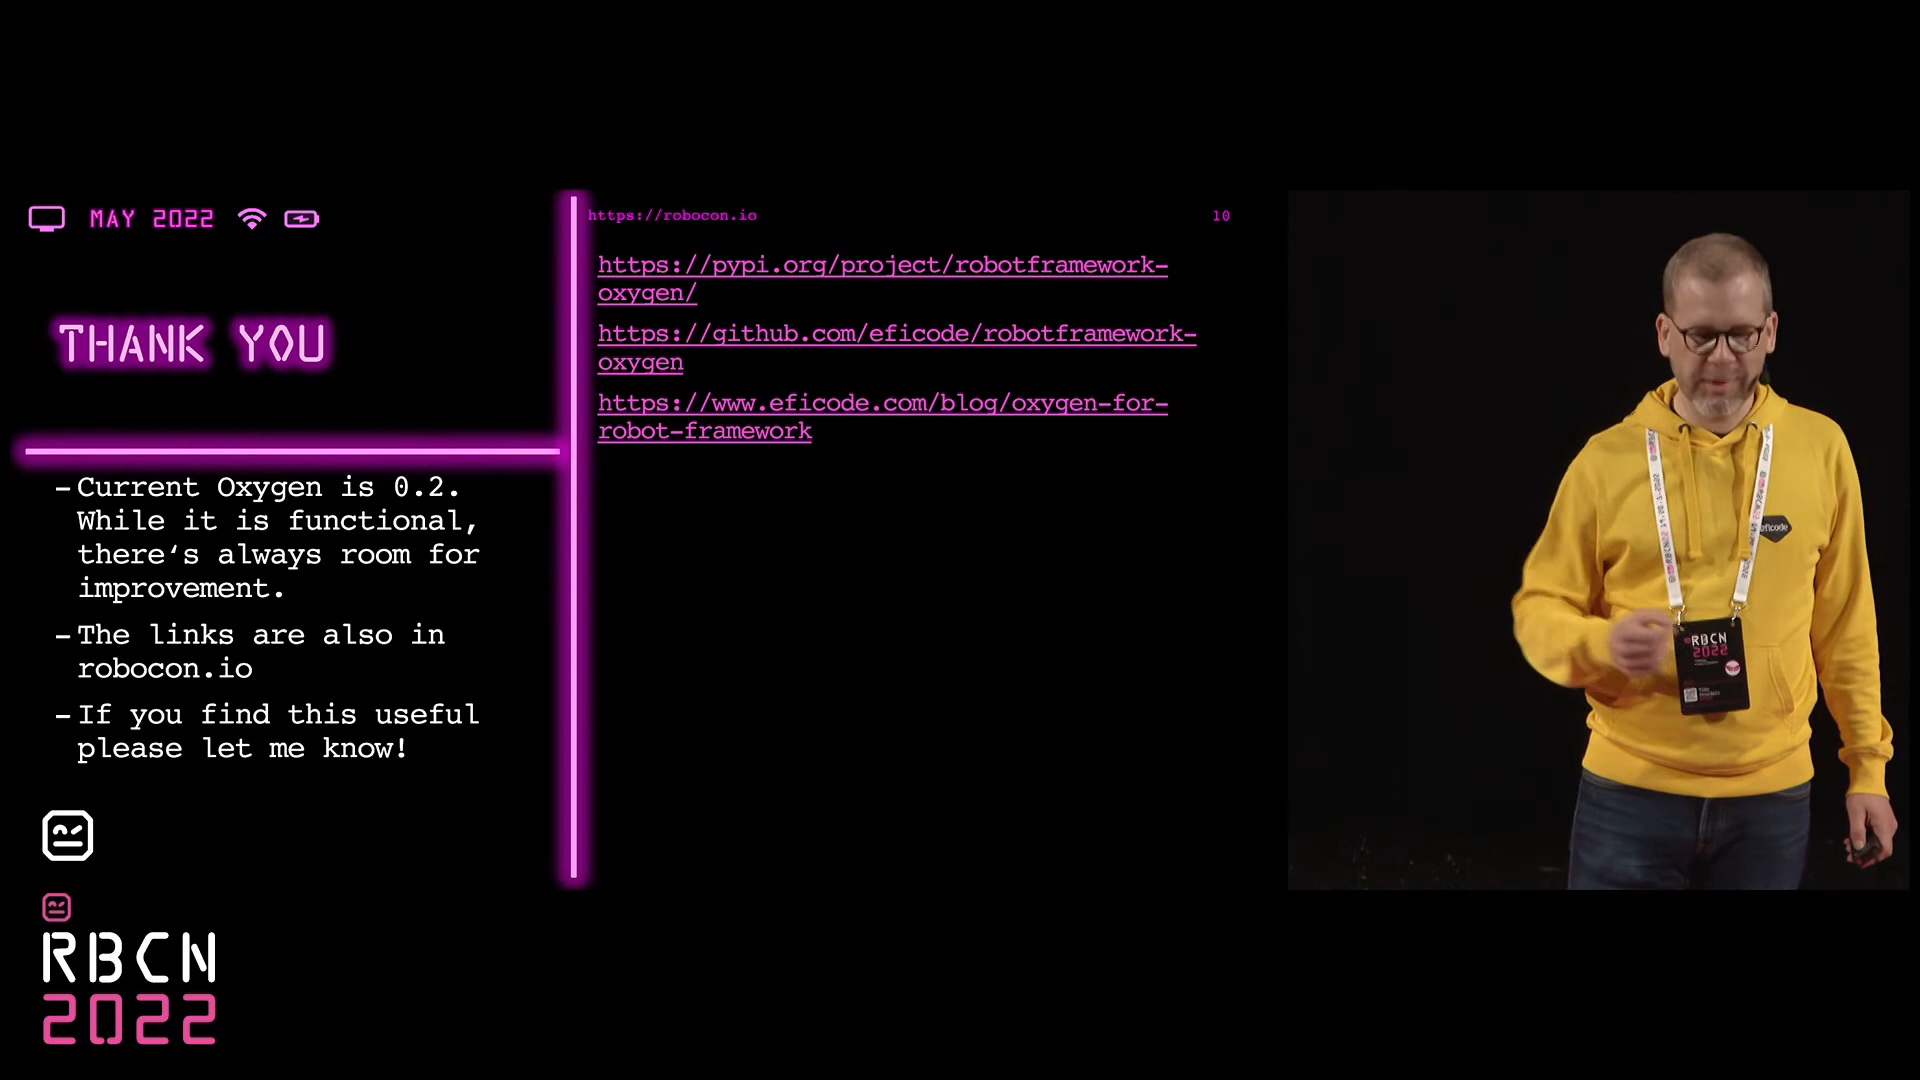 MAY 2022
THANK YOU
– Current Oxygen is 0.2.
While it is functional,
there‘s always room for
improvement.
– The links are also in
robocon.io
– If you find this useful
please let me know!
RBCN
2022
https://robocon.io
10
https://pypi.org/project/robotframework-
oxygen/
https://github.com/eficode/robotframework-
oxygen
https://www.eficode.com/blog/oxygen-for-
robot-framework
eficode
RBCN
2022